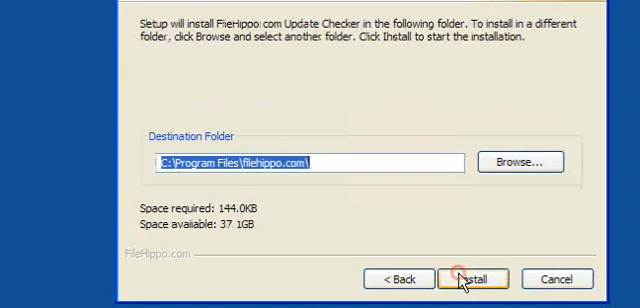 Setup will install FileHippo.com Update Checker in the following folder. To install in a different
folder, click Browse and select another folder. Click Install to start the installation.
Destination Folder
C:\Program Files\filehippo.com\
Browse...
Space required: 144.0KB
Space available: 37.1GB
FileHippo.com
< Back
Install
Cancel